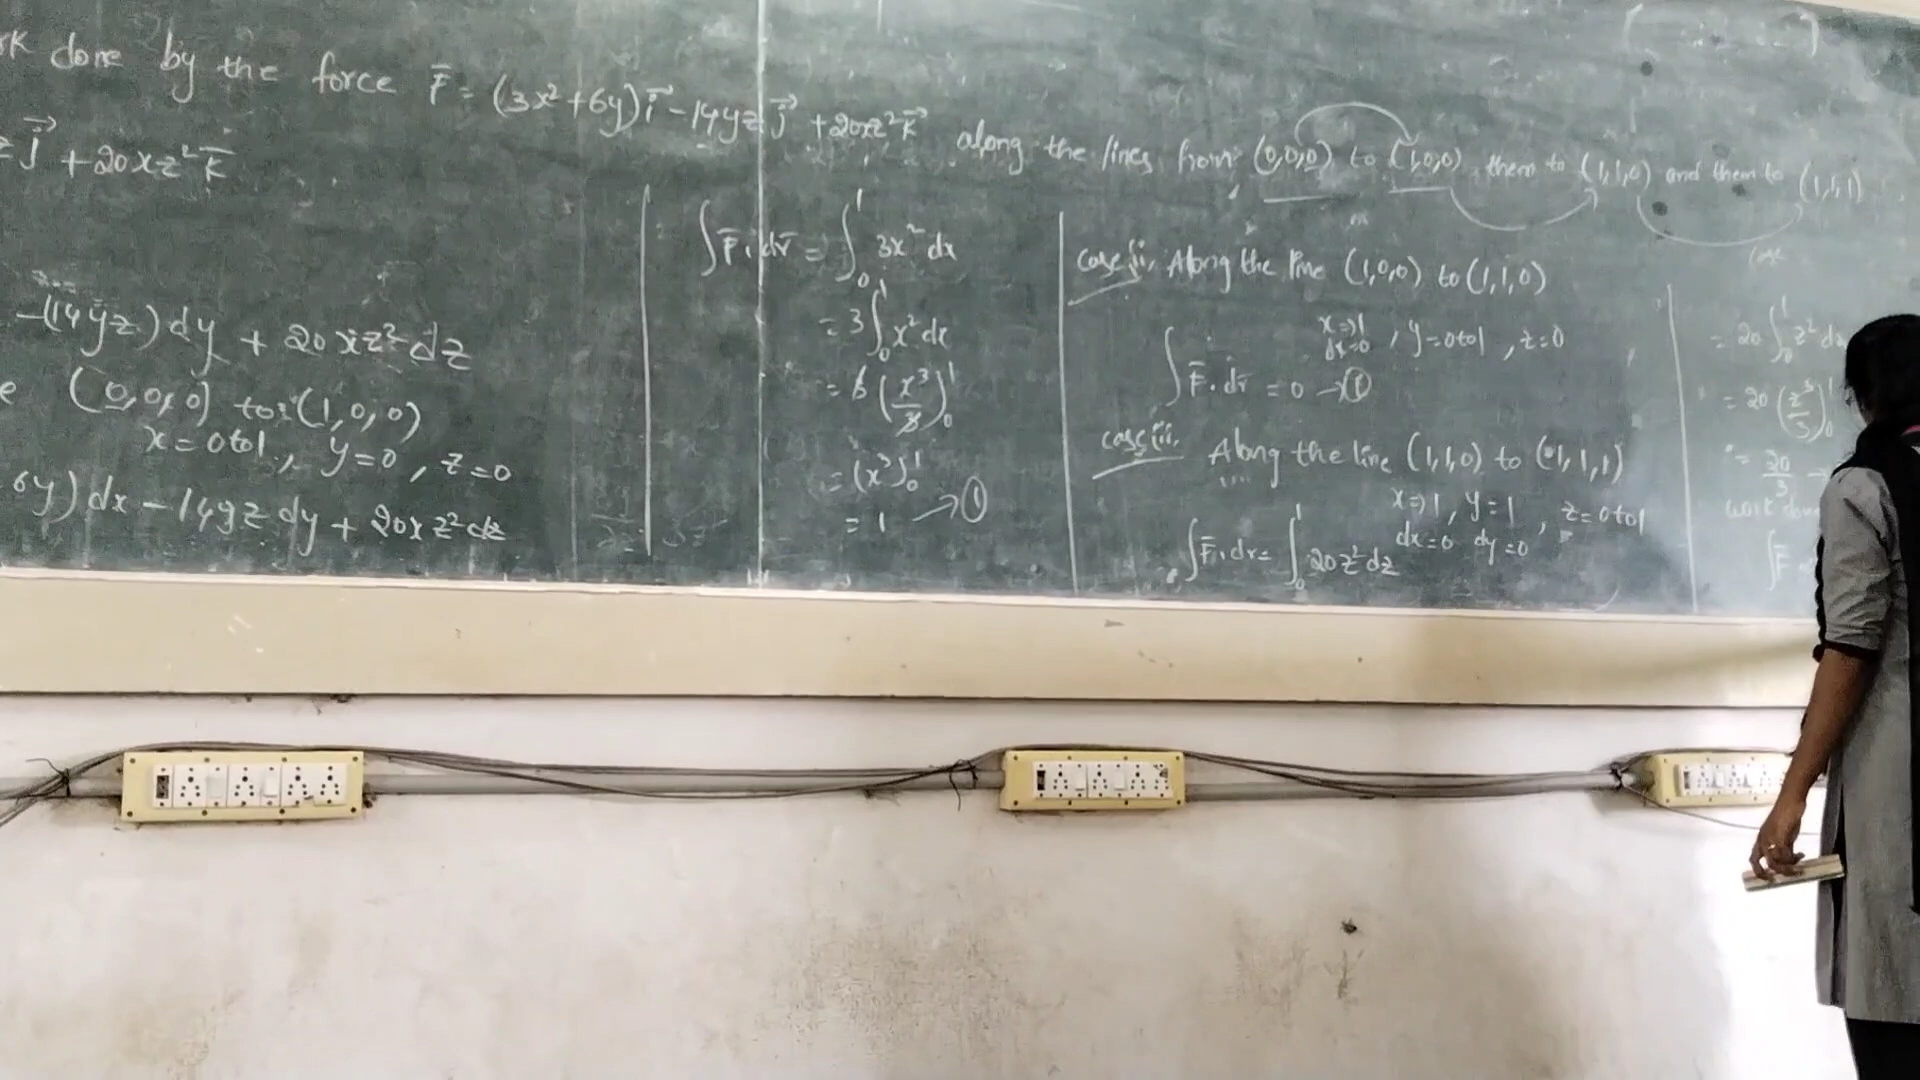 done by the force F̄ = (3x²+6y)i⃗ - 14yz j⃗ + 20xz² k⃗ along the lines from (0,0,0) to (1,0,0) them to (1,1,0) and them to (1,1,1)
j⃗ + 20xz² k̄
-(14yz)dy + 20xz² dz
(0,0,0) to (1,0,0)
x = 0 to 1, y = 0, z = 0
6y)dx - 14yz dy + 20xz² dz
∫F̄.dr̄ = ∫₀¹ 3x² dx
= 3∫₀¹ x² dx
= 3(x³/3)₀¹
= (x³)₀¹
= 1 → ①
case ii, Along the line (1,0,0) to (1,1,0)
x ⇒ 1, y = 0 to 1, z = 0
dx = 0
∫F̄.dr̄ = 0 →
case iii, Along the line (1,1,0) to (1,1,1)
x ⇒ 1, y = 1, z = 0 to 1
dx = 0 dy = 0
∫F̄.dr = ∫₀¹ 20z² dz
= 20∫₀¹ z² dz
= 20(z³/3)₀¹
= 20/3
work done
∫F̄